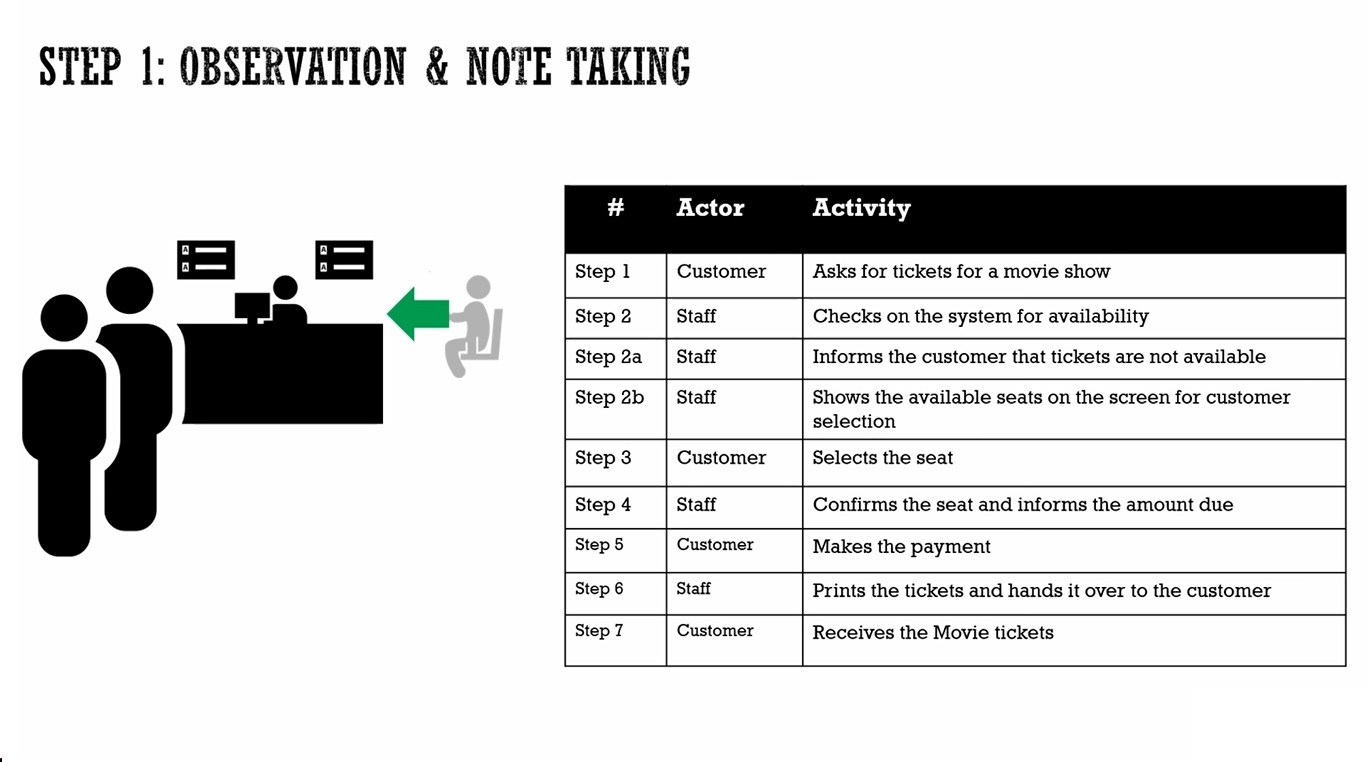 STEP 1: OBSERVATION & NOTE TAKING
A
A
A
A
# Actor Activity
Step 1 Customer Asks for tickets for a movie show
Step 2 Staff Checks on the system for availability
Step 2a Staff Informs the customer that tickets are not available
Step 2b Staff Shows the available seats on the screen for customer
selection
Step 3 Customer Selects the seat
Step 4 Staff Confirms the seat and informs the amount due
Step 5 Customer Makes the payment
Step 6 Staff Prints the tickets and hands it over to the customer
Step 7 Customer Receives the Movie tickets